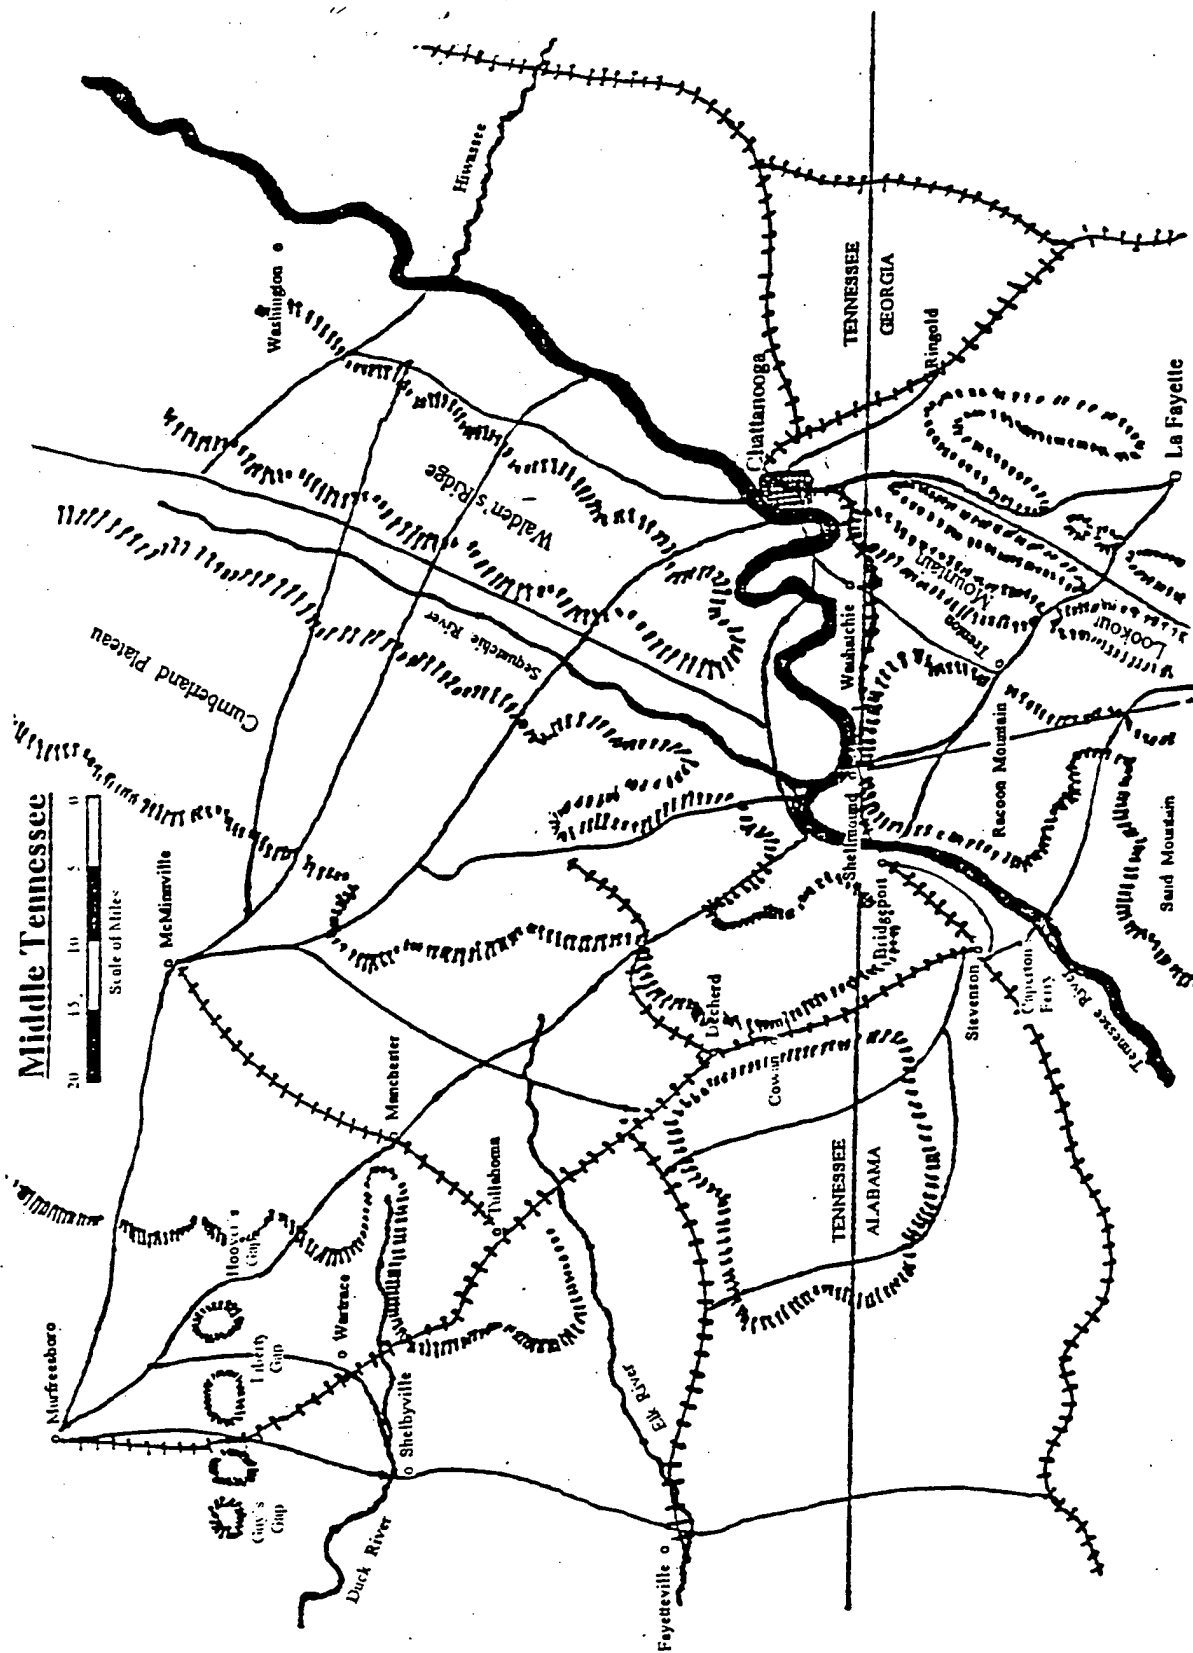 Middle Tennessee
20 15 10 5 0
Scale of Miles
Murfreesboro
McMinnville
Cumberland Plateau
Washington
Hiwassee
Walden's Ridge
Sequatchie River
Hoover's
Gap
Liberty
Gap
Guy's
Gap
Wartrace
Manchester
Shelbyville
Duck River
Tullahoma
Elk River
Fayetteville
Decherd
Cowan
Chattanooga
Wauhatchie
Shellmound
Bridgeport
Stevenson
Caperton
Ferry
Tennessee River
TENNESSEE
ALABAMA
TENNESSEE
GEORGIA
Ringold
La Fayette
Lookout
Mountain
Trenton
Racoon Mountain
Sand Mountain